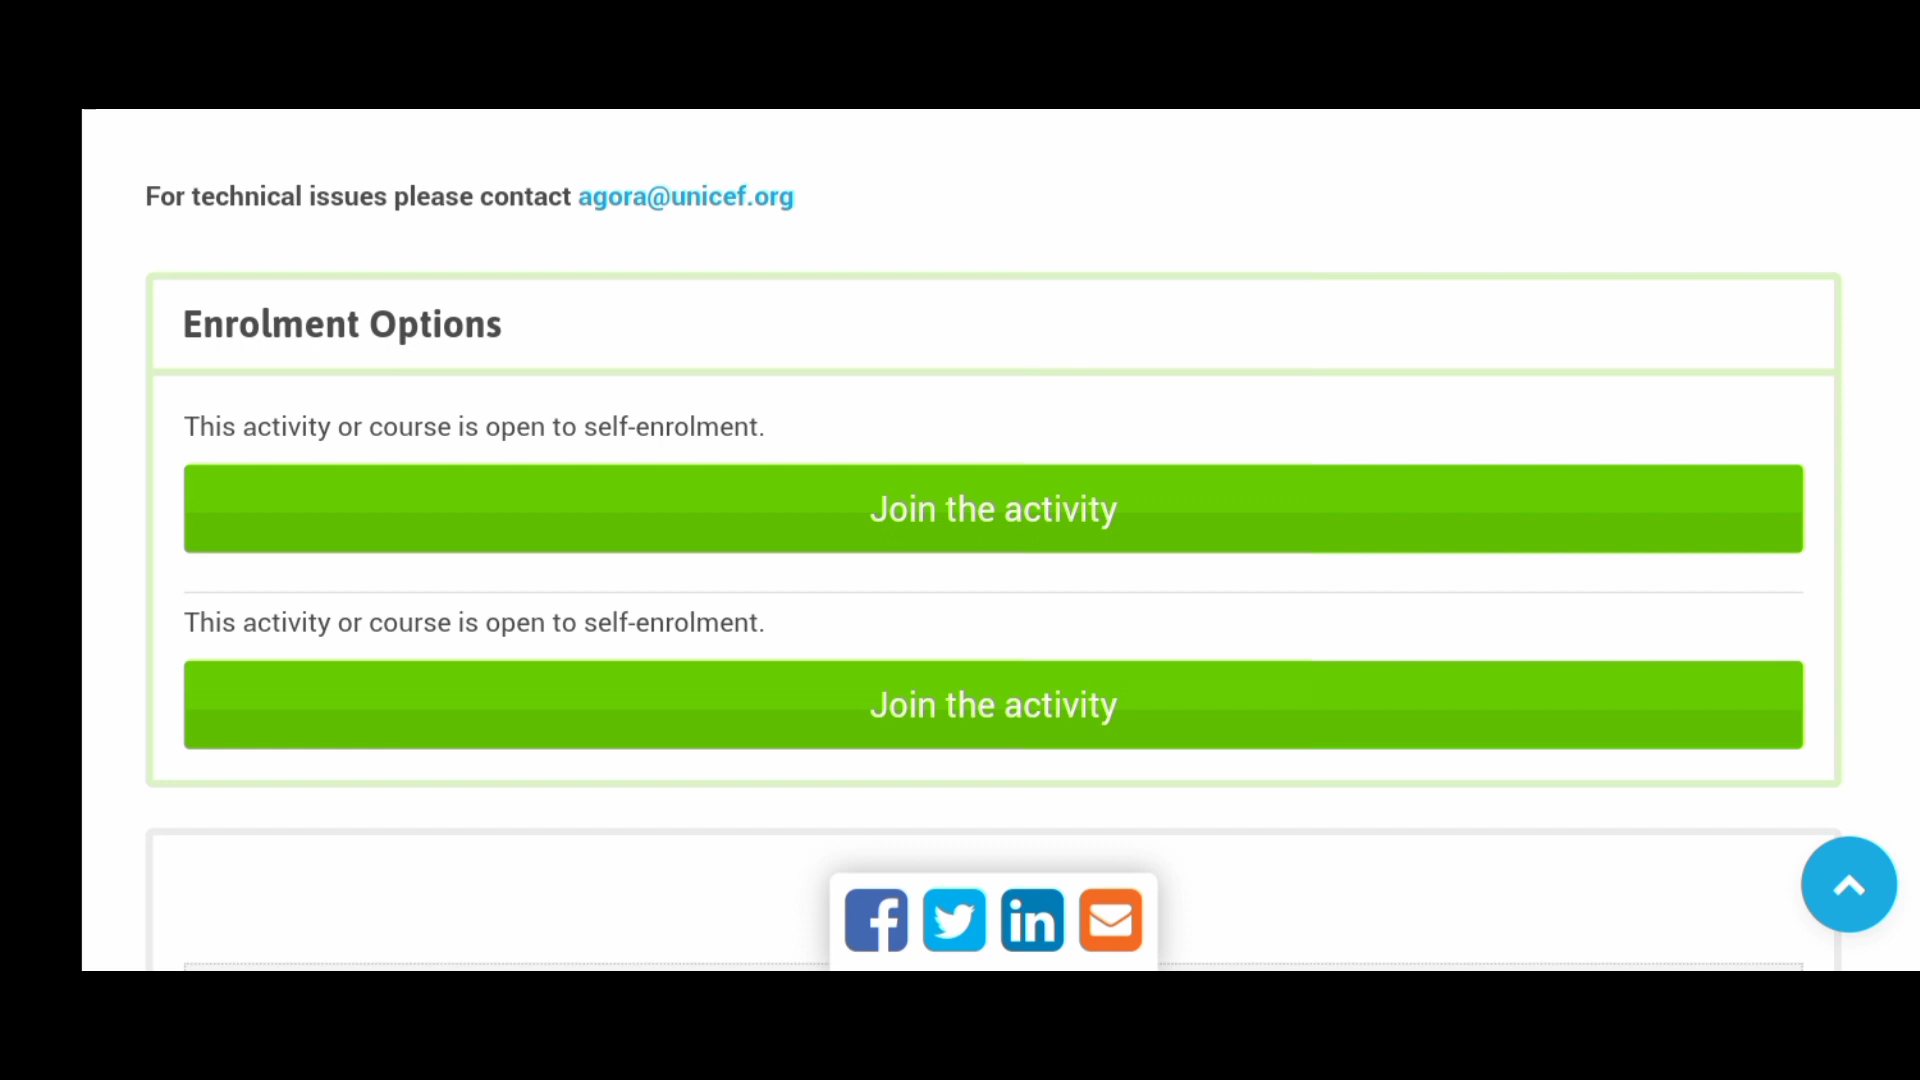 For technical issues please contact agora@unicef.org
Enrolment Options
This activity or course is open to self-enrolment.
Join the activity
This activity or course is open to self-enrolment.
Join the activity